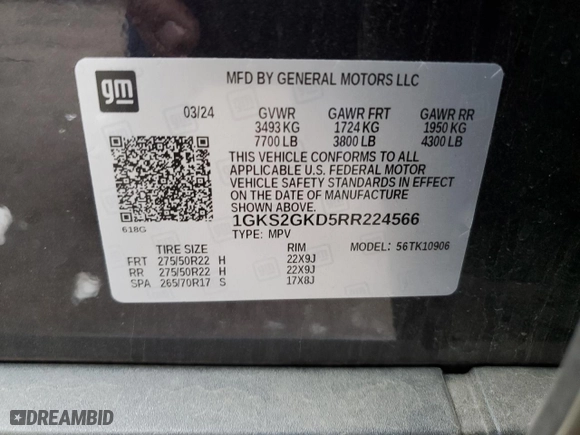 gm
MFD BY GENERAL MOTORS LLC
03/24 GVWR GAWR FRT GAWR RR
3493 KG 1724 KG 1950 KG
7700 LB 3800 LB 4300 LB
THIS VEHICLE CONFORMS TO ALL
APPLICABLE U.S. FEDERAL MOTOR
VEHICLE SAFETY STANDARDS IN EFFECT
ON THE DATE OF MANUFACTURE
SHOWN ABOVE.
1GKS2GKD5RR224566
618G
TYPE: MPV MODEL: 56TK10906
TIRE SIZE RIM
FRT 275/50R22 H 22X9J
RR 275/50R22 H 22X9J
SPA 265/70R17 S 17X8J
DREAMBID